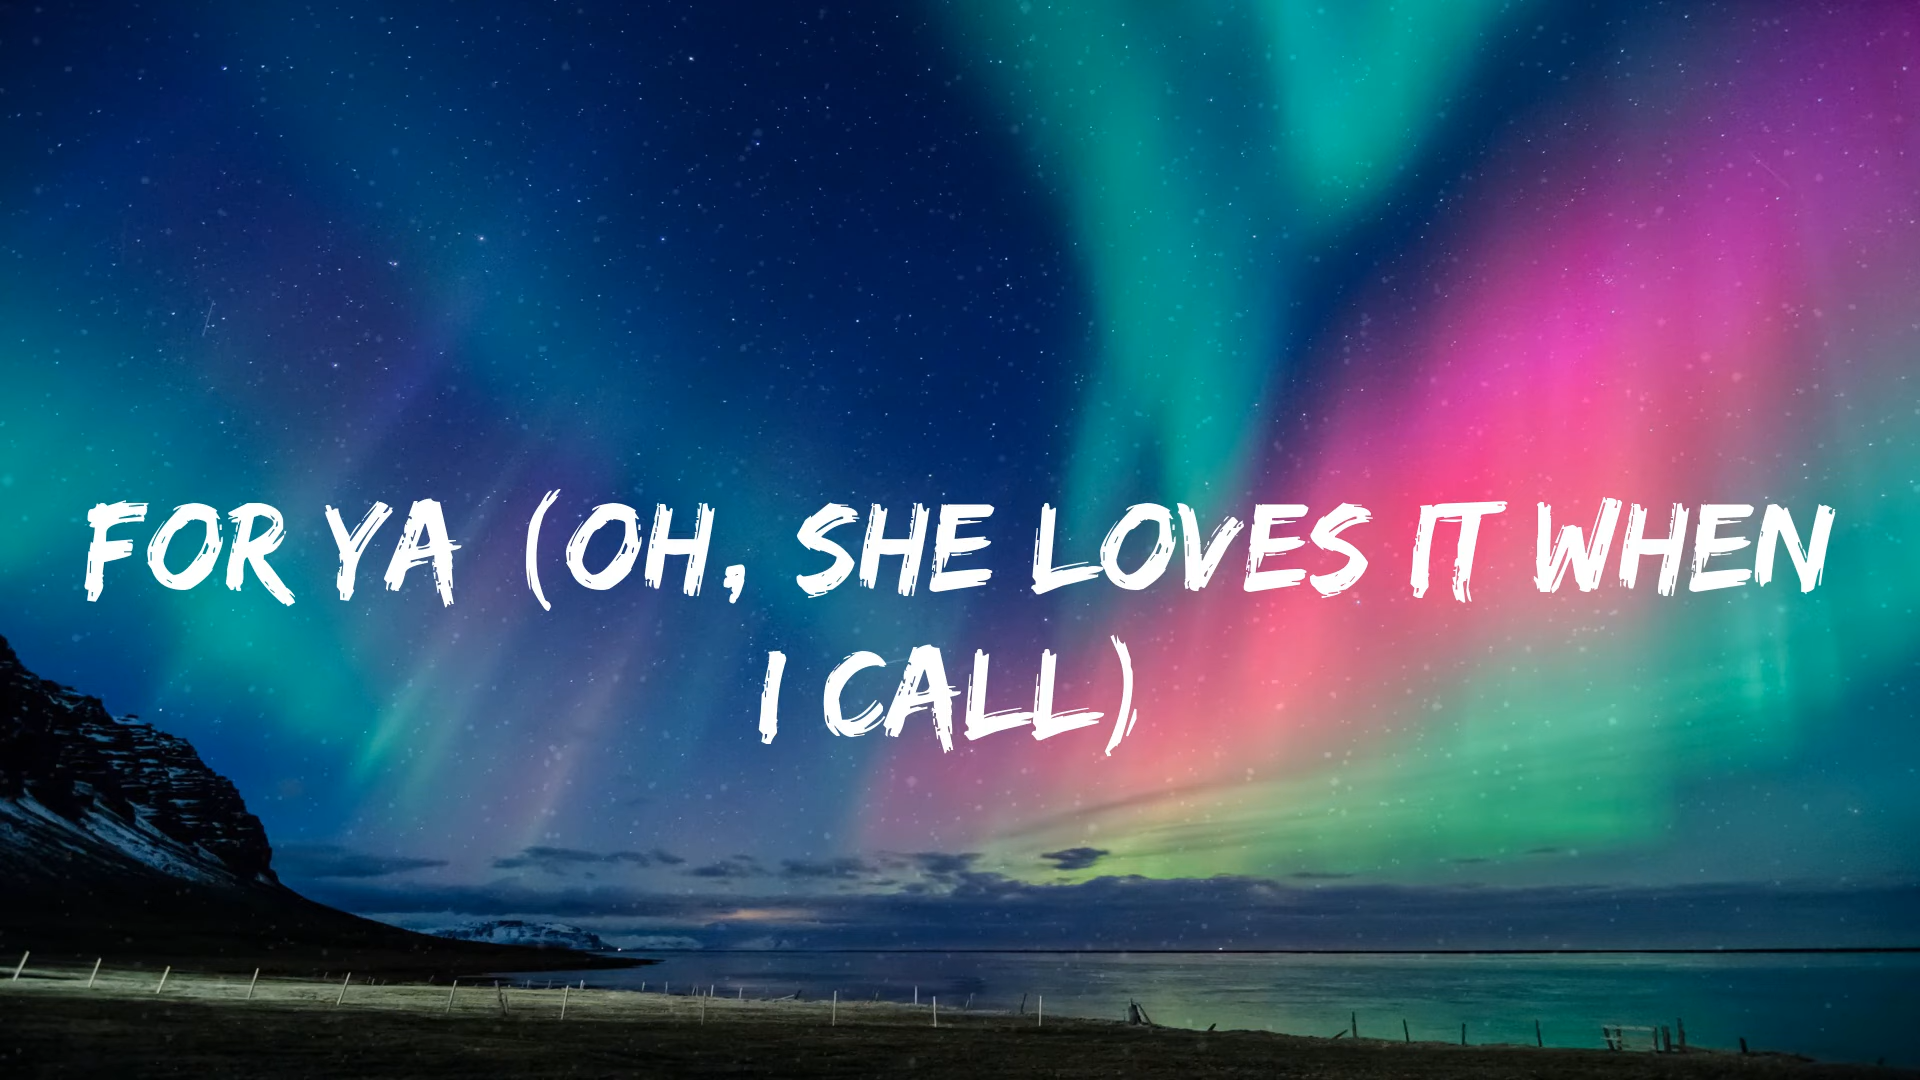 FOR YA (OH, SHE LOVES IT WHEN
I CALL)